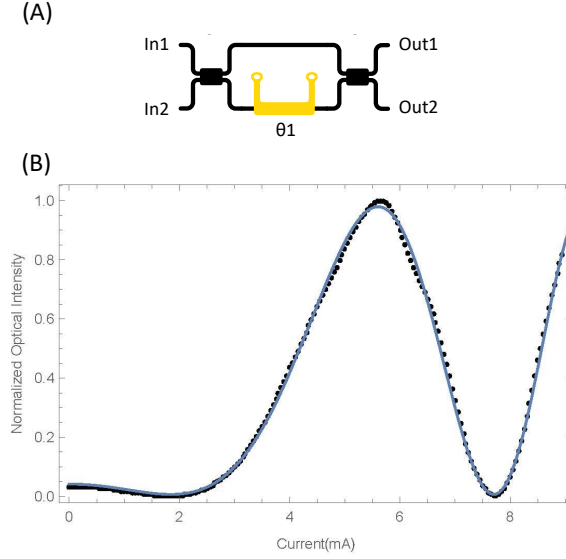 (A)
In1
Out1
In2
Out2
θ1
(B)
Normalized Optical Intensity
1.0
0.8
0.6
0.4
0.2
0.0
0
2
4
6
8
Current(mA)